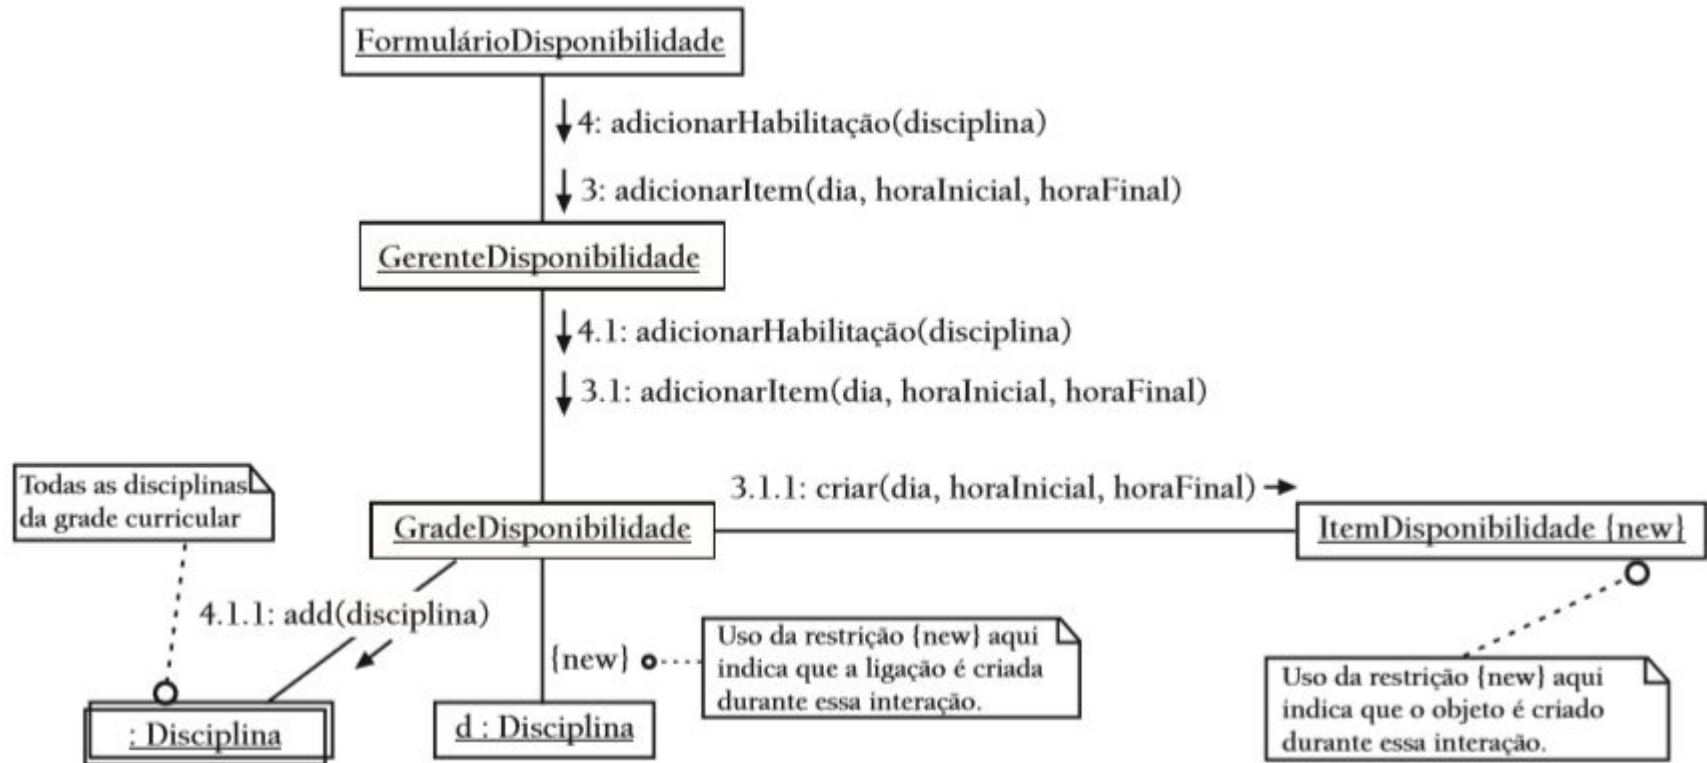 FormulárioDisponibilidade
4: adicionarHabilitação(disciplina)
3: adicionarItem(dia, horaInicial, horaFinal)
GerenteDisponibilidade
4.1: adicionarHabilitação(disciplina)
3.1: adicionarItem(dia, horaInicial, horaFinal)
Todas as disciplinas
da grade curricular
3.1.1: criar(dia, horaInicial, horaFinal)
GradeDisponibilidade
ItemDisponibilidade {new}
4.1.1: add(disciplina)
{new}
Uso da restrição {new} aqui
indica que a ligação é criada
durante essa interação.
Uso da restrição {new} aqui
indica que o objeto é criado
durante essa interação.
: Disciplina
d : Disciplina